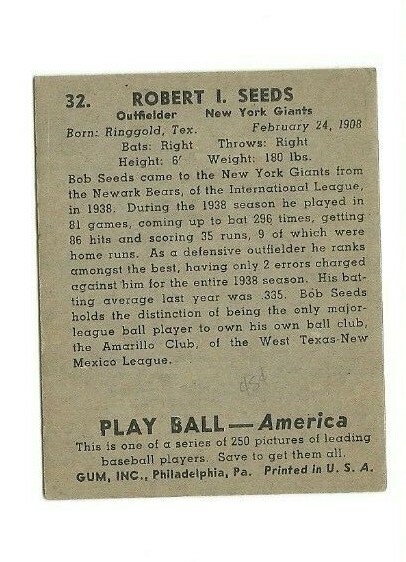 32. ROBERT I. SEEDS
Outfielder New York Giants
Born: Ringgold, Tex. February 24, 1908
Bats: Right Throws: Right
Height: 6' Weight: 180 lbs.
Bob Seeds came to the New York Giants from
the Newark Bears, of the International League,
in 1938. During the 1938 season he played in
81 games, coming up to bat 296 times, getting
86 hits and scoring 35 runs, 9 of which were
home runs. As a defensive outfielder he ranks
amongst the best, having only 2 errors charged
against him for the entire 1938 season. His bat-
ting average last year was .335. Bob Seeds
holds the distinction of being the only major-
league ball player to own his own ball club,
the Amarillo Club, of the West Texas-New
Mexico League.
PLAY BALL — America
This is one of a series of 250 pictures of leading
baseball players. Save to get them all.
GUM, INC., Philadelphia, Pa. Printed in U. S. A.